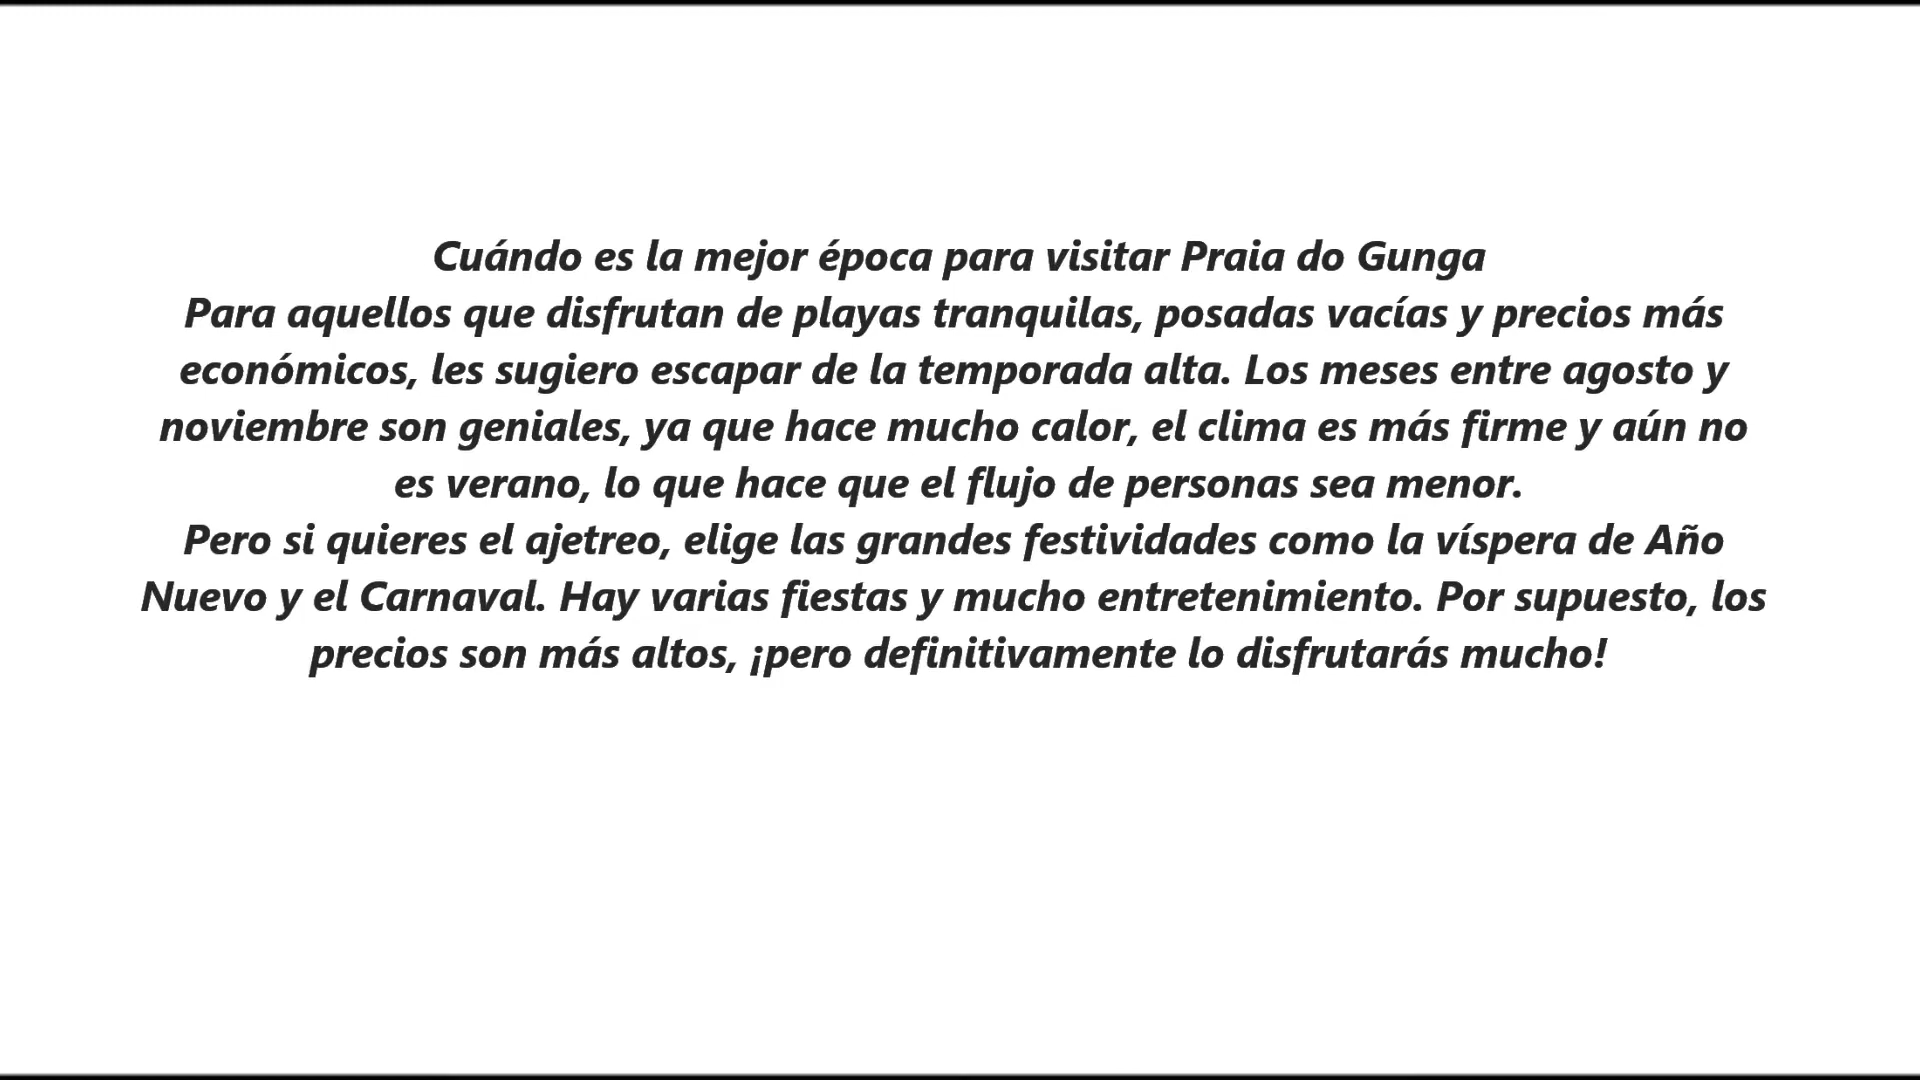 Cuándo es la mejor época para visitar Praia do Gunga
Para aquellos que disfrutan de playas tranquilas, posadas vacías y precios más
económicos, les sugiero escapar de la temporada alta. Los meses entre agosto y
noviembre son geniales, ya que hace mucho calor, el clima es más firme y aún no
es verano, lo que hace que el flujo de personas sea menor.
Pero si quieres el ajetreo, elige las grandes festividades como la víspera de Año
Nuevo y el Carnaval. Hay varias fiestas y mucho entretenimiento. Por supuesto, los
precios son más altos, ¡pero definitivamente lo disfrutarás mucho!